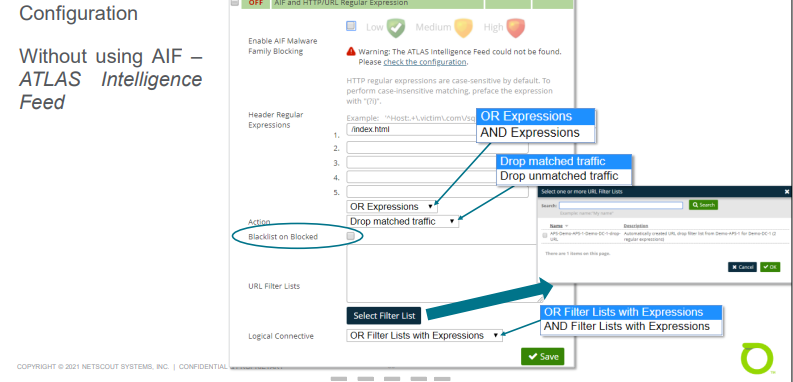 Configuration
Without using AIF –
ATLAS Intelligence
Feed
OFF AIF and HTTP/URL Regular Expression
Enable AIF Malware
Family Blocking
Low Medium High
Warning: The ATLAS Intelligence Feed could not be found.
Please check the configuration.
HTTP regular expressions are case-sensitive by default. To
perform case-insensitive matching, preface the expression
with "(?i)".
Header Regular
Expressions
Example: '^Host:.+\.victim\.com\/sq
1. /index.html
2.
3.
4.
5.
OR Expressions
AND Expressions
Drop matched traffic
Drop unmatched traffic
OR Expressions
Action
Drop matched traffic
Blacklist on Blocked
URL Filter Lists
Select Filter List
Logical Connective
OR Filter Lists with Expressions
Save
Select one or more URL Filter Lists
Search:
Search
Example: name:"my name"
Name Description
APS-Demo-APS-1-Demo-DC-1-drop
URL
Automatically created URL drop filter list from Demo-APS-1 for Demo-DC-1 (2
regular expressions)
There are 1 items on this page.
Cancel OK
OR Filter Lists with Expressions
AND Filter Lists with Expressions
COPYRIGHT © 2021 NETSCOUT SYSTEMS, INC. | CONFIDENTIAL